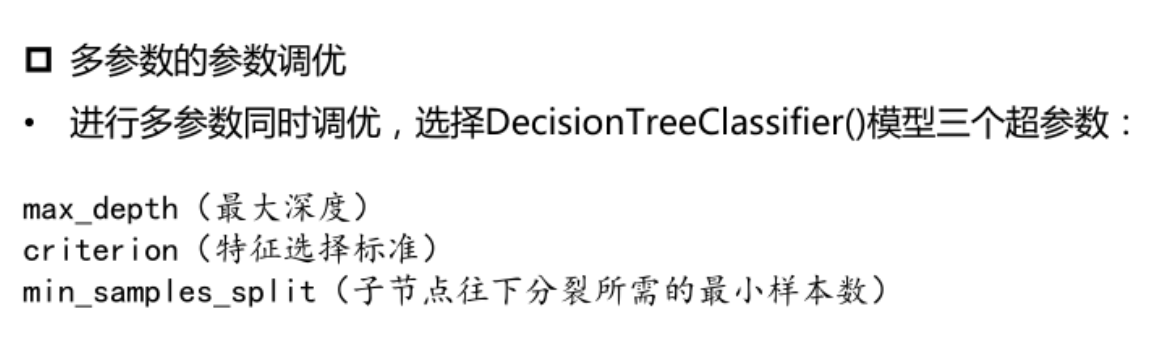 多参数的参数调优
• 进行多参数同时调优，选择DecisionTreeClassifier()模型三个超参数：
max_depth（最大深度）
criterion（特征选择标准）
min_samples_split（子节点往下分裂所需的最小样本数）